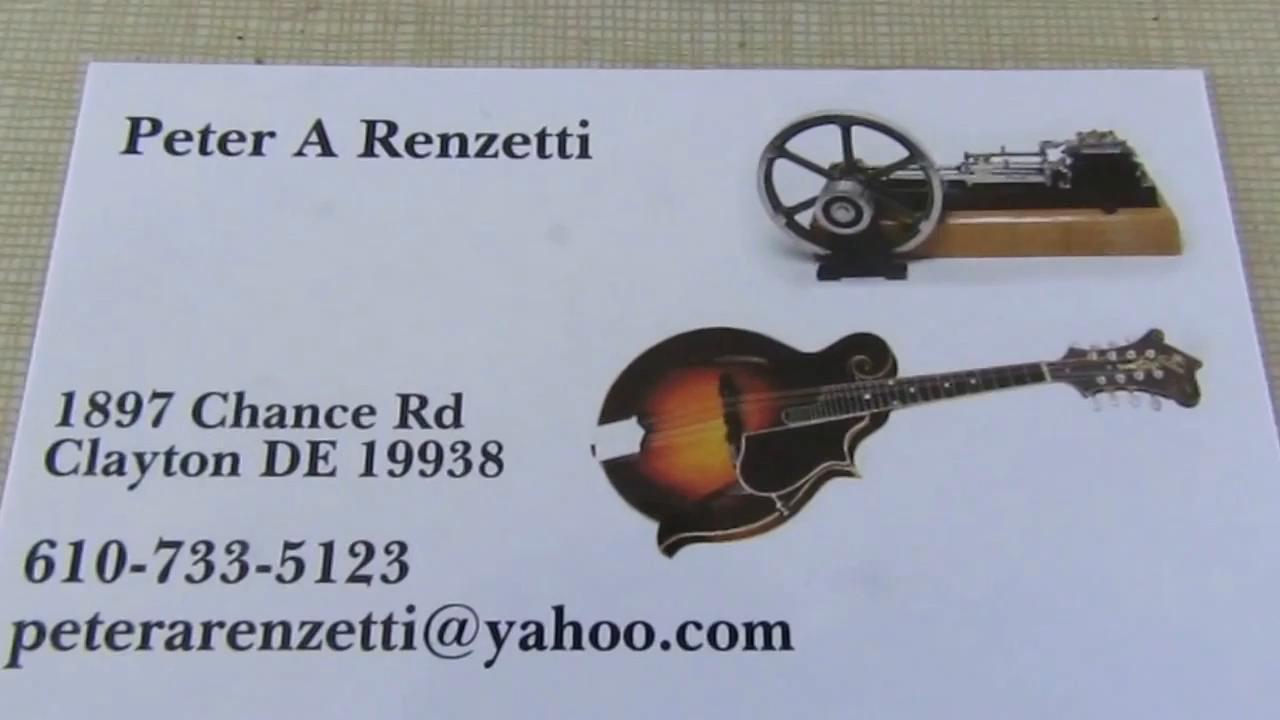 Peter A Renzetti
1897 Chance Rd
Clayton DE 19938
610-733-5123
peterarenzetti@yahoo.com